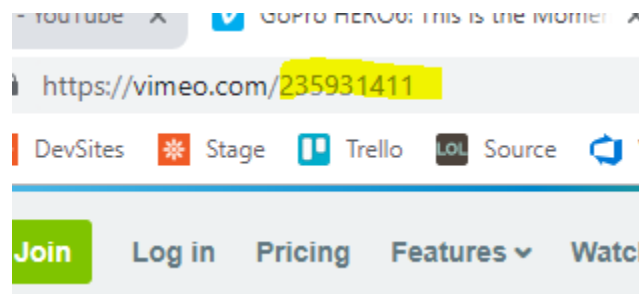 - YouTube X GoPro HERO6: This is the Momen X
https://vimeo.com/235931411
DevSites Stage Trello LOL Source
Join Log in Pricing Features Watch